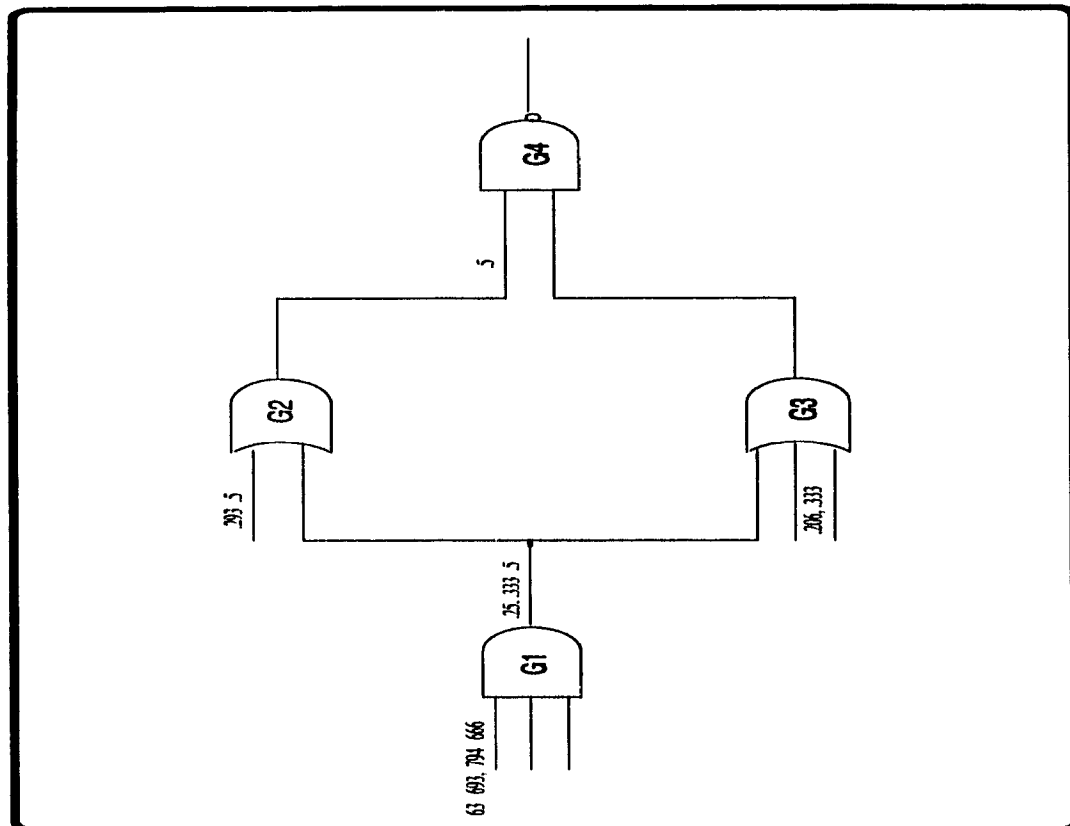 G4
.5
G2
G3
.293 .5
.206, .333
.25. .333 .5
G1
.63 .693, .794 .666